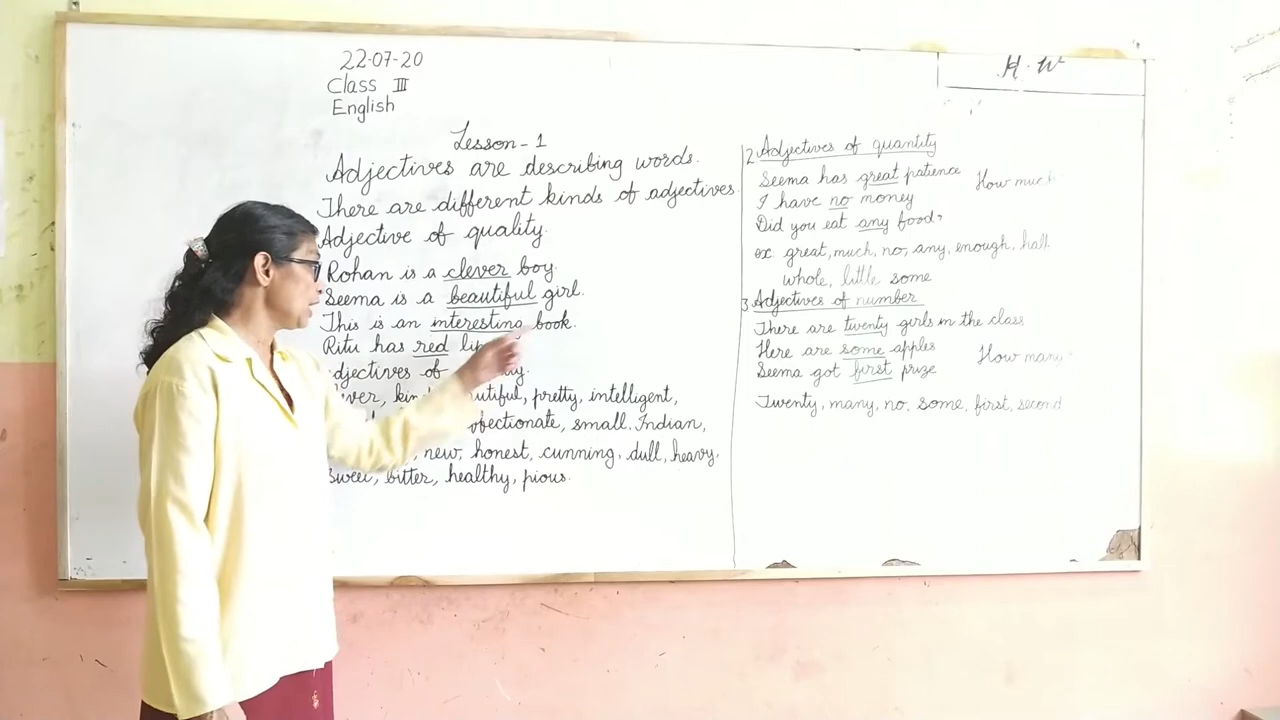 22-07-20
Class III
English
H.W
Lesson-1
Adjectives are describing words.
There are different kinds of adjectives.
Adjective of quality.
Rohan is a clever boy.
Seema is a beautiful girl.
This is an interesting book.
Ritu has red
of
pretty, intelligent,
small. Indian,
new, honest, cunning, dull, heavy,
bitter, healthy, pious.
2. Adjectives of quantity
Seema has great patience
How much
I have no money
Did you eat any food?
ex. great, much, no, any, enough, half
whole, little some
3 Adjectives of number
There are twenty girls in the class
Here are some apples
How many?
Seema got first prize
Twenty, many, no, some, first, second